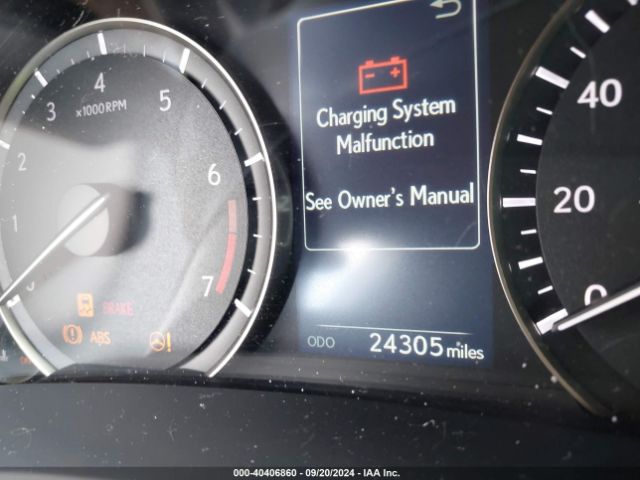 4
3
5
x1000RPM
2
6
1
7
BRAKE
ABS
!
Charging System
Malfunction
See Owner's Manual
ODO 24305 miles
40
20
0
000-40406860 - 09/20/2024 - IAA Inc.